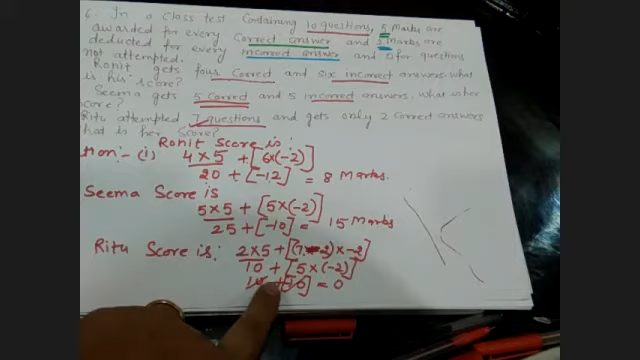 6. In a Class test Containing 10 questions, 5 Marks are
awarded for every Correct answer and 2 Marks are
deducted for every incorrect answer and 0 for questions
not attempted.
Ronit gets four Correct and six incorrect answers. what
is his score?
Seema gets 5 correct and 5 incorrect answers, what is her
score?
Ritu attempted 7 questions and gets only 2 Correct answers
what is her Score?
Ronit Score is:
(i) 4×5 + [6×(-2)]
20 + [-12] = 8 Marks.
Seema Score is
5×5 + [5×(-2)]
25 + [-10] = 15 Marks
Ritu Score is: 2×5 + [(7-2)×-2]
10 + [5×(-2)]
= 0